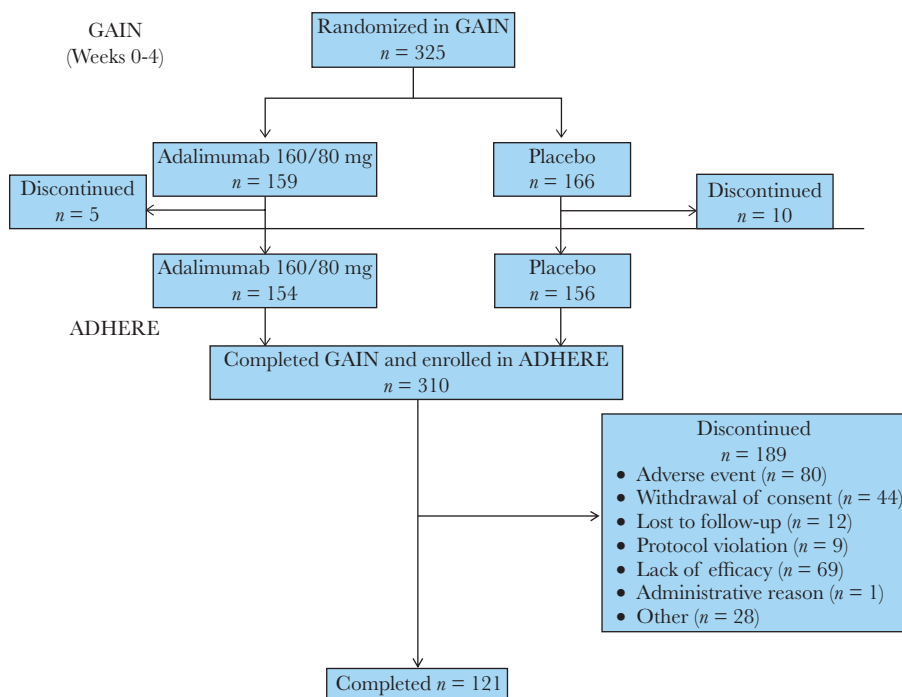 GAIN
(Weeks 0-4)
Randomized in GAIN
n = 325
Adalimumab 160/80 mg
n = 159
Placebo
n = 166
Discontinued
n = 5
Discontinued
n = 10
Adalimumab 160/80 mg
n = 154
Placebo
n = 156
ADHERE
Completed GAIN and enrolled in ADHERE
n = 310
Discontinued
n = 189
• Adverse event (n = 80)
• Withdrawal of consent (n = 44)
• Lost to follow-up (n = 12)
• Protocol violation (n = 9)
• Lack of efficacy (n = 69)
• Administrative reason (n = 1)
• Other (n = 28)
Completed n = 121